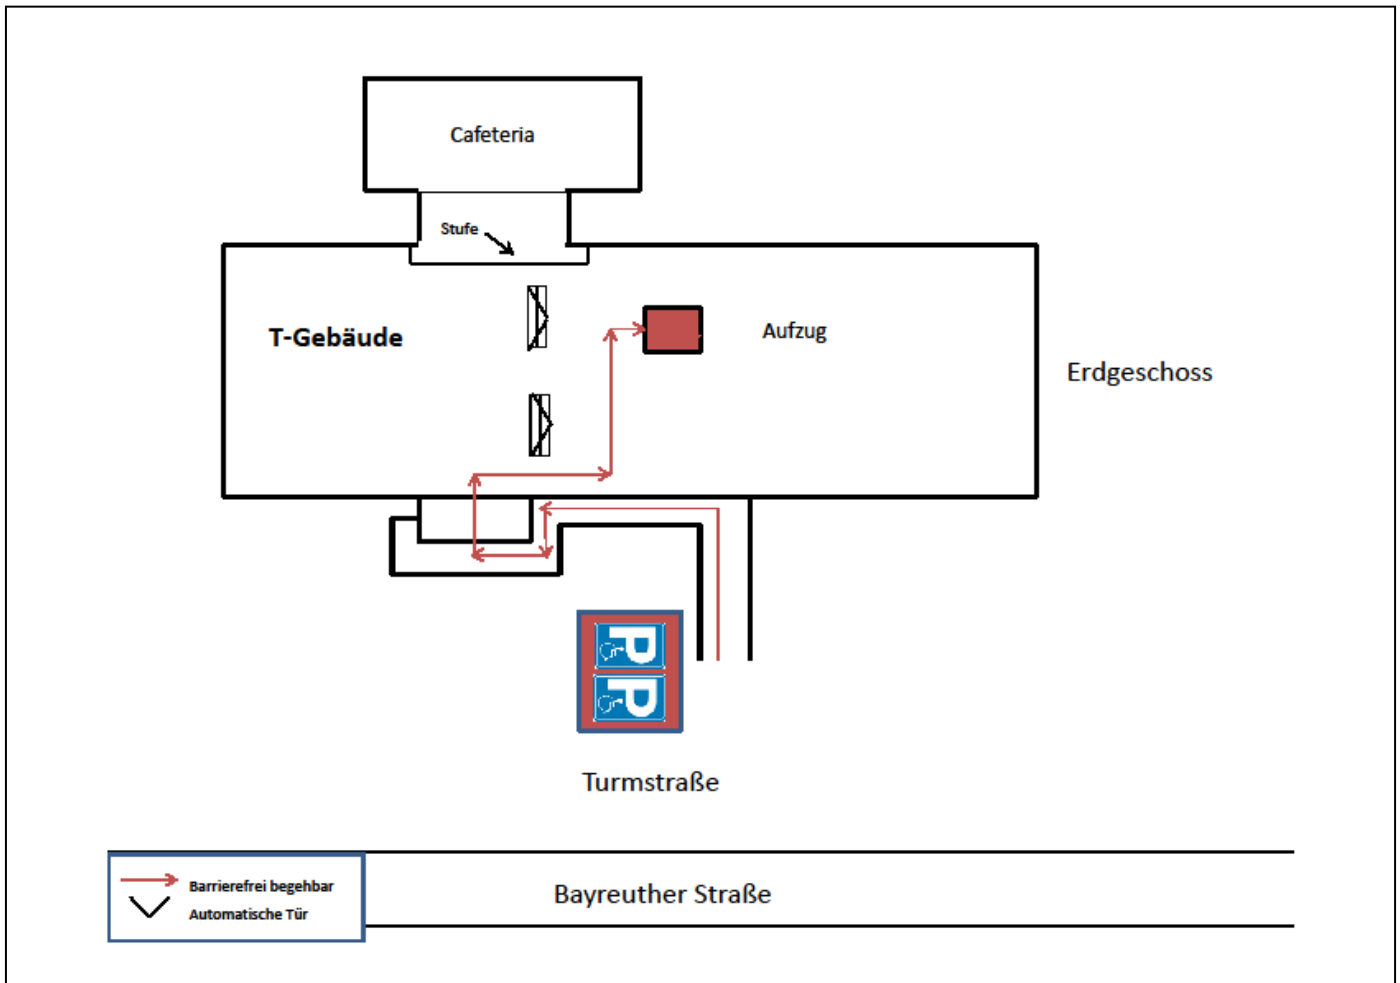 Cafeteria
Stufe
T-Gebäude
Aufzug
Erdgeschoss
P
P
Turmstraße
Barrierefrei begehbar
Automatische Tür
Bayreuther Straße